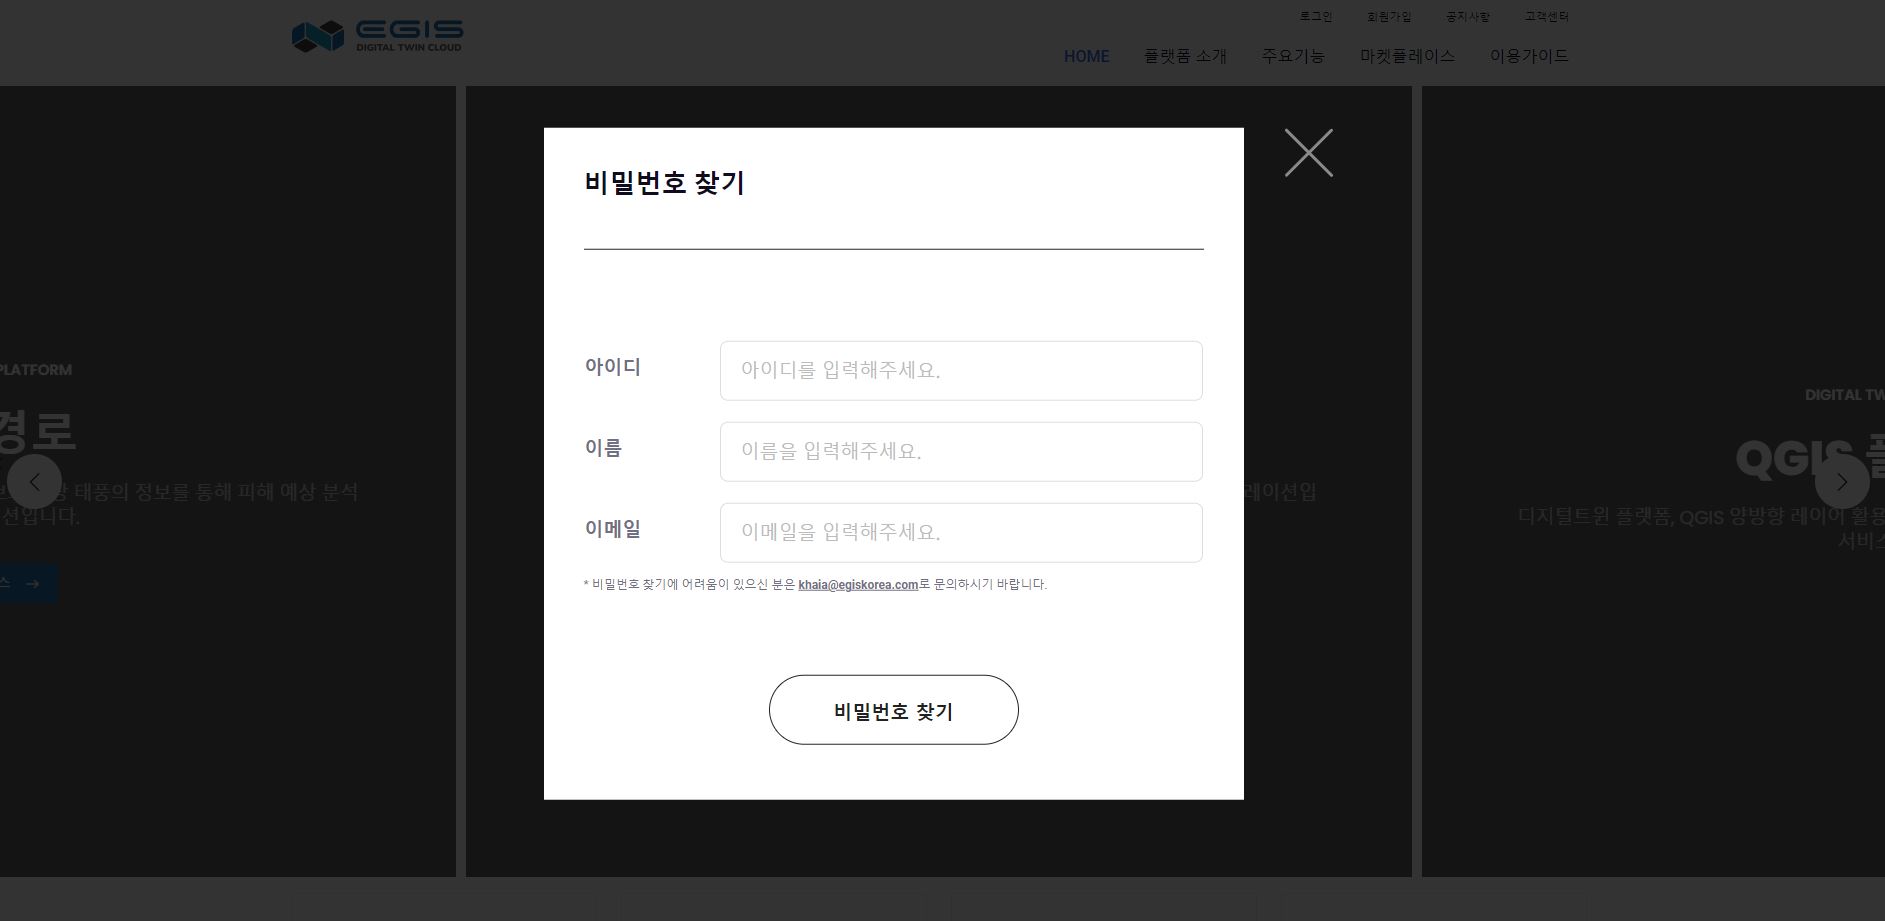 EGIS
DIGITAL TWIN CLOUD
로그인 회원가입 공지사항 고객센터
HOME 플랫폼 소개 주요기능 마켓플레이스 이용가이드
비밀번호 찾기
아이디 아이디를 입력해주세요.
이름 이름을 입력해주세요.
이메일 이메일을 입력해주세요.
* 비밀번호 찾기에 어려움이 있으신 분은 khaia@egiskorea.com로 문의하시기 바랍니다.
비밀번호 찾기
PLATFORM
경로
태풍의 정보를 통해 피해 예상 분석
션입니다.
스
레이션입
DIGITAL TW
QGIS
디지털트윈 플랫폼, QGIS 양방향 레이어 활용
서비스